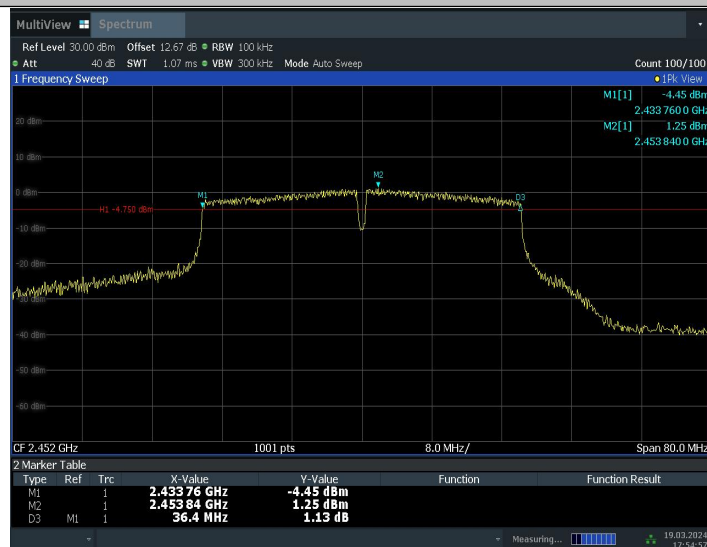 MultiView Spectrum
Ref Level 30.00 dBm Offset 12.67 dB RBW 100 kHz
Att 40 dB SWT 1.07 ms VBW 300 kHz Mode Auto Sweep Count 100/100
1 Frequency Sweep 1Pk View
M1[1] -4.45 dBm
2.433 760 0 GHz
M2[1] 1.25 dBm
2.453 840 0 GHz
20 dBm
10 dBm
M2
0 dBm
M1
D3
H1 -4.750 dBm
-10 dBm
-20 dBm
-30 dBm
-40 dBm
-50 dBm
-60 dBm
CF 2.452 GHz 1001 pts 8.0 MHz/ Span 80.0 MHz
2 Marker Table
Type Ref Trc X-Value Y-Value Function Function Result
M1 1 2.43376 GHz -4.45 dBm
M2 1 2.45384 GHz 1.25 dBm
D3 M1 1 36.4 MHz 1.13 dB
Measuring... 19.03.2024
17:54:57